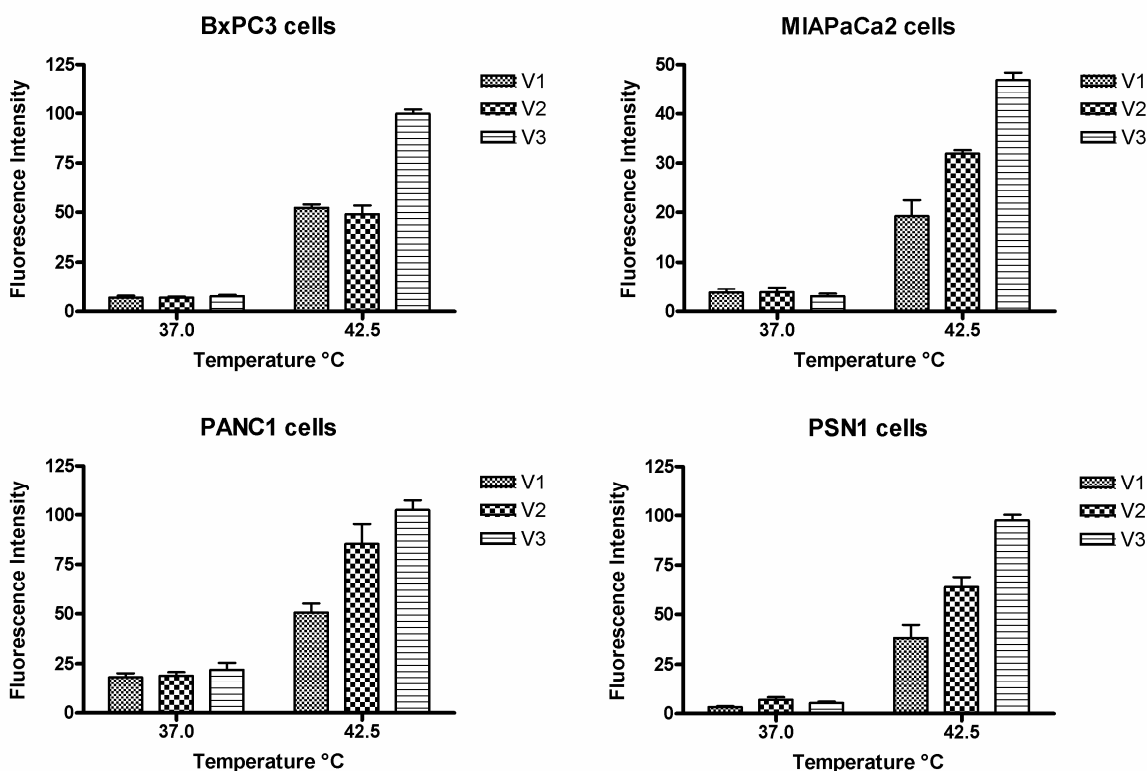 BxPC3 cells
Fluorescence Intensity
125
100
75
50
25
0
37.0
42.5
Temperature °C
V1
V2
V3
MIAPaCa2 cells
Fluorescence Intensity
50
40
30
20
10
0
37.0
42.5
Temperature °C
V1
V2
V3
PANC1 cells
Fluorescence Intensity
125
100
75
50
25
0
37.0
42.5
Temperature °C
V1
V2
V3
PSN1 cells
Fluorescence Intensity
125
100
75
50
25
0
37.0
42.5
Temperature °C
V1
V2
V3